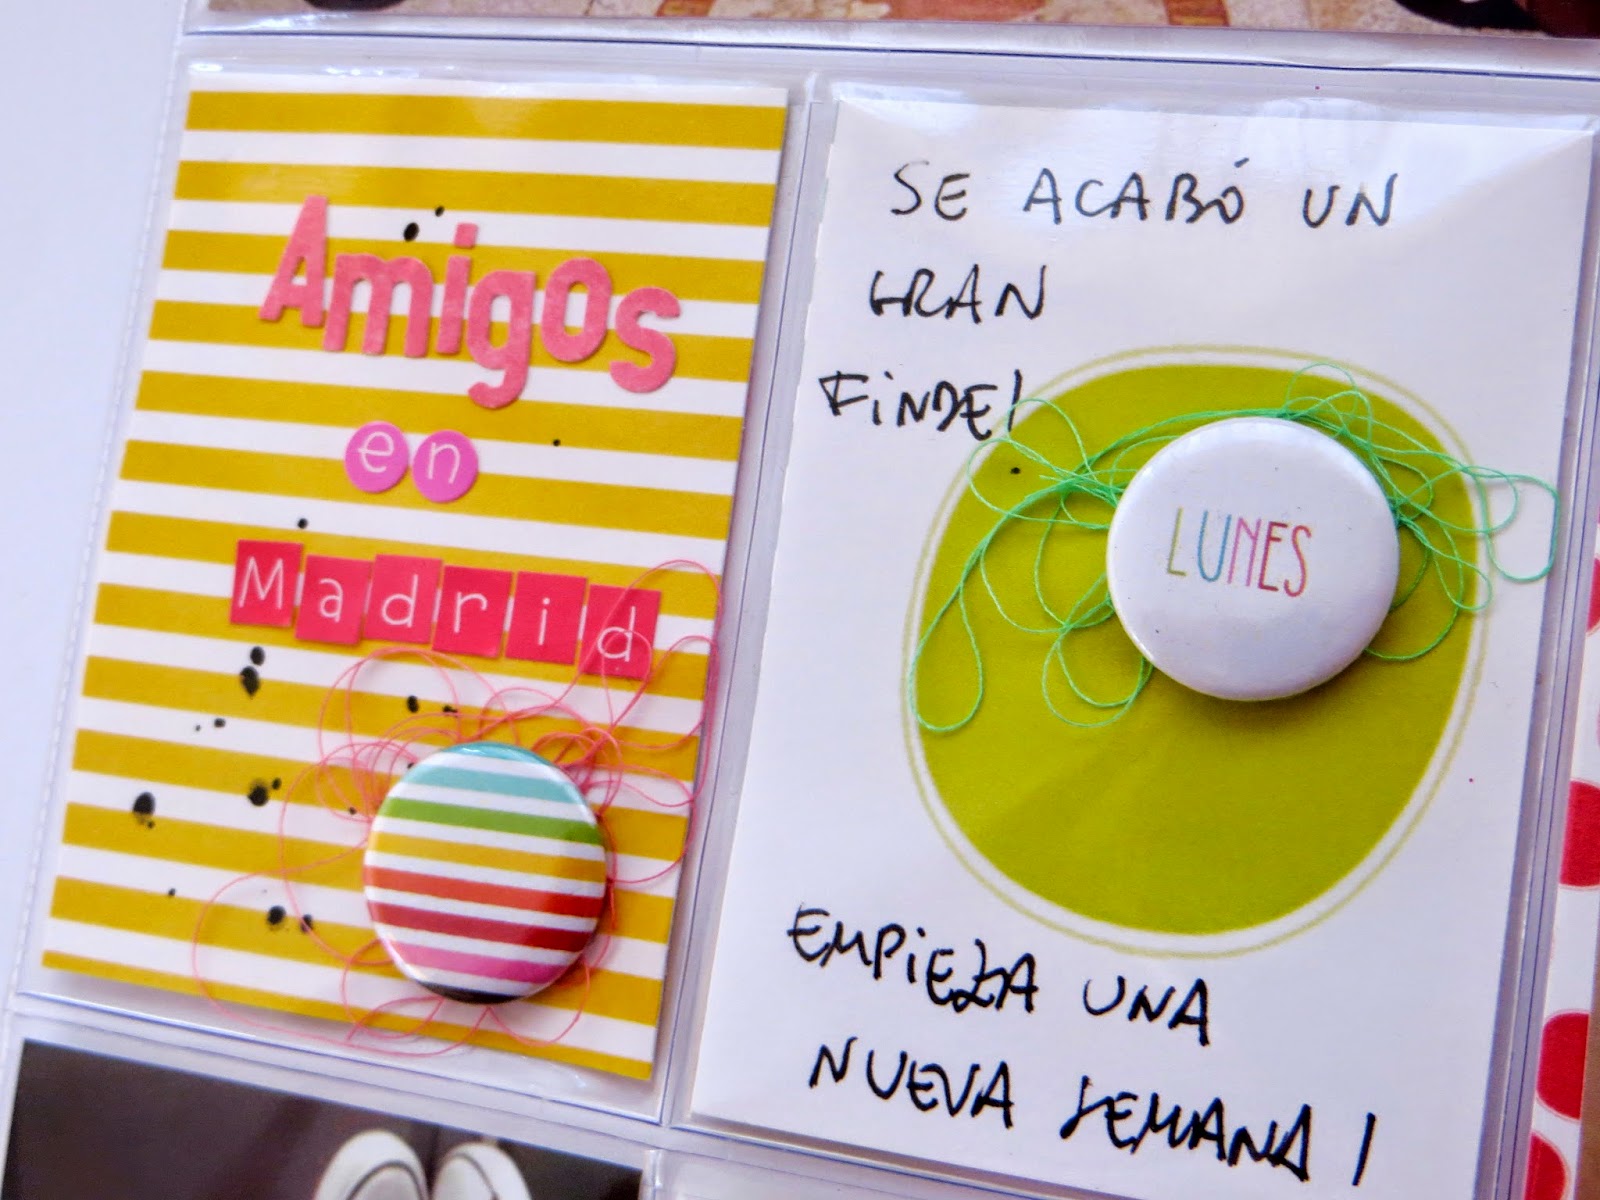 Amigos
en
Madrid
SE ACABÓ UN
GRAN
FINDE!
LUNES
EMPIEZA UNA
NUEVA SEMANA!